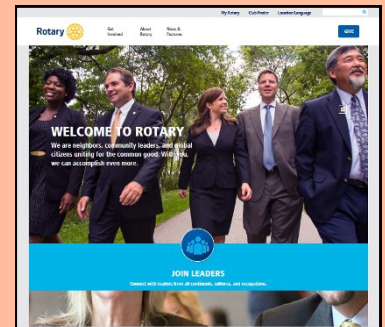 My Rotary Club Finder Location/Language
Rotary
Get Involved
About Rotary
News & Features
GIVE
WELCOME TO ROTARY
We are neighbors, community leaders, and global
citizens uniting for the common good. With you,
we can accomplish even more.
JOIN LEADERS
Connect with leaders from all continents, cultures, and occupations.